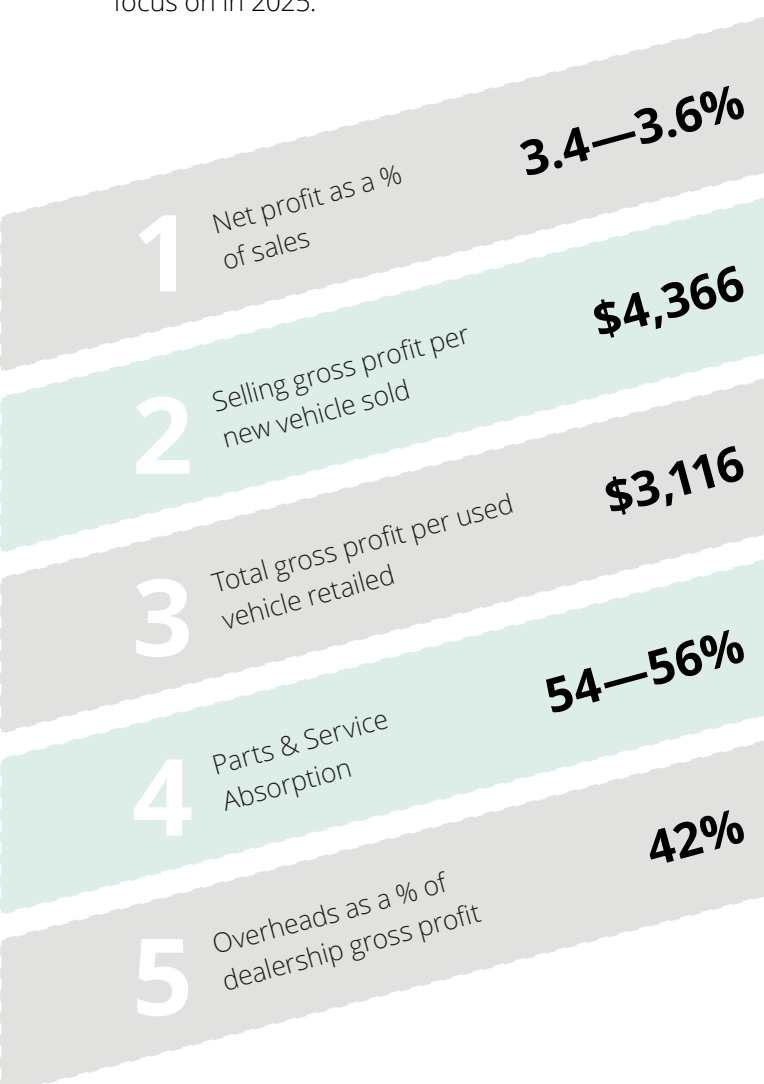 focus on in 2025.
1
Net profit as a %
of sales
3.4—3.6%
2
Selling gross profit per
new vehicle sold
$4,366
3
Total gross profit per used
vehicle retailed
$3,116
4
Parts & Service
Absorption
54—56%
5
Overheads as a % of
dealership gross profit
42%